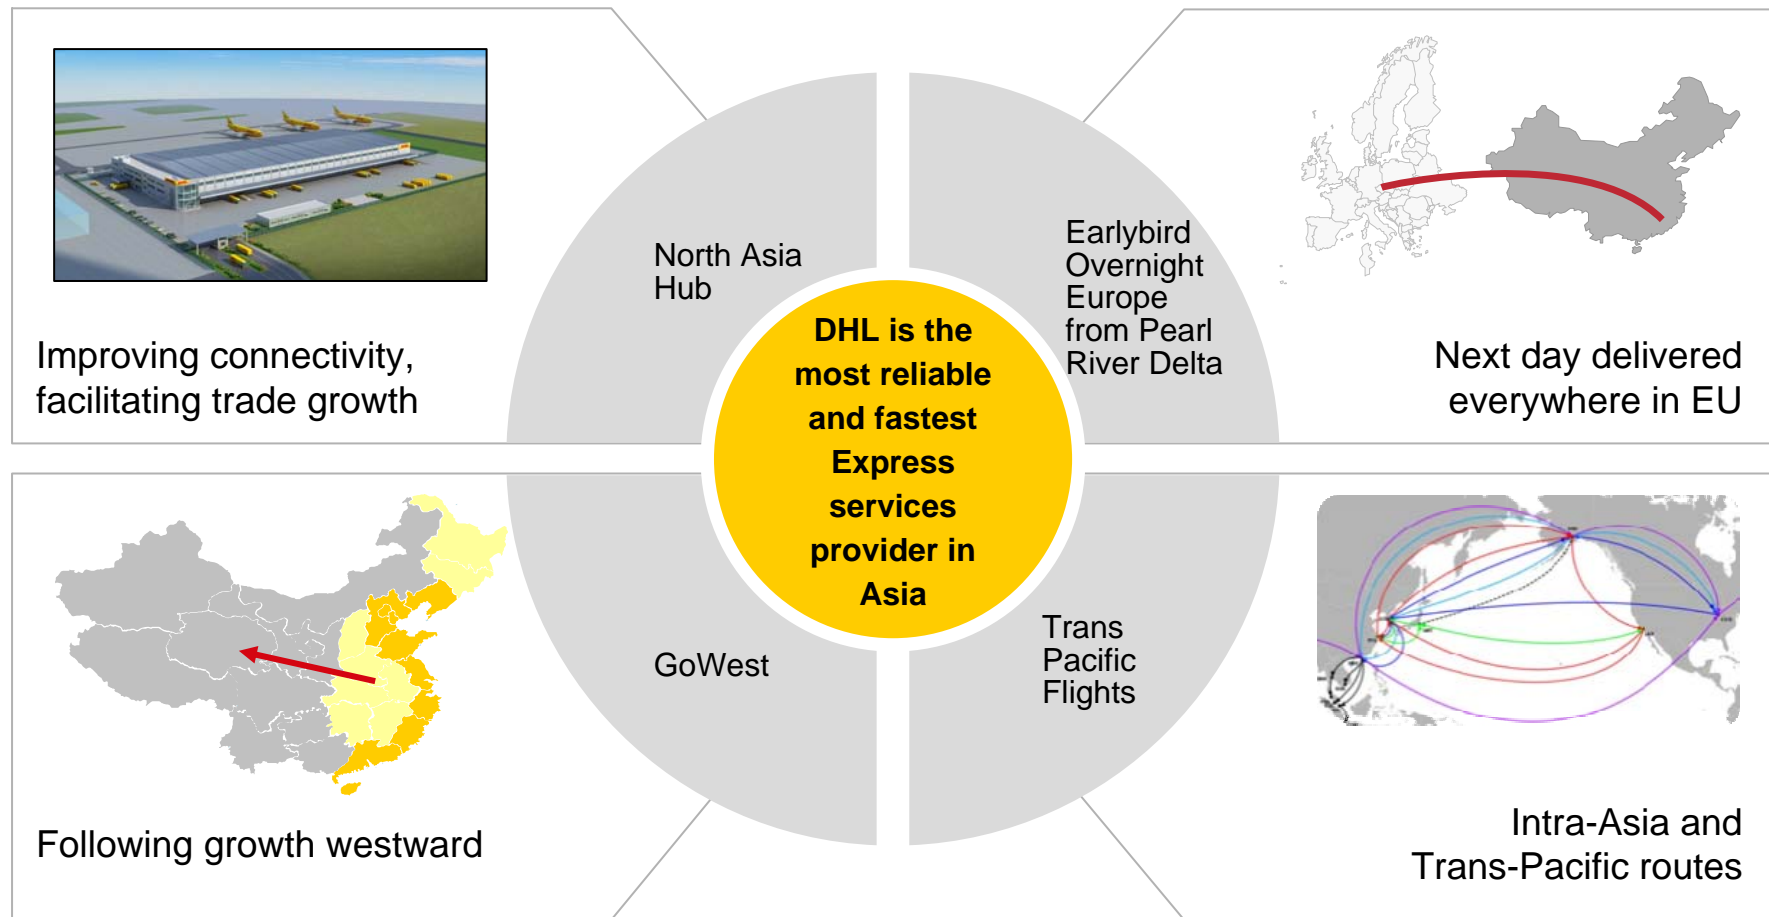 North Asia
Hub
Improving connectivity,
facilitating trade growth
Earlybird
Overnight
Europe
from Pearl
River Delta
Next day delivered
everywhere in EU
DHL is the
most reliable
and fastest
Express
services
provider in
Asia
GoWest
Following growth westward
Trans
Pacific
Flights
Intra-Asia and
Trans-Pacific routes